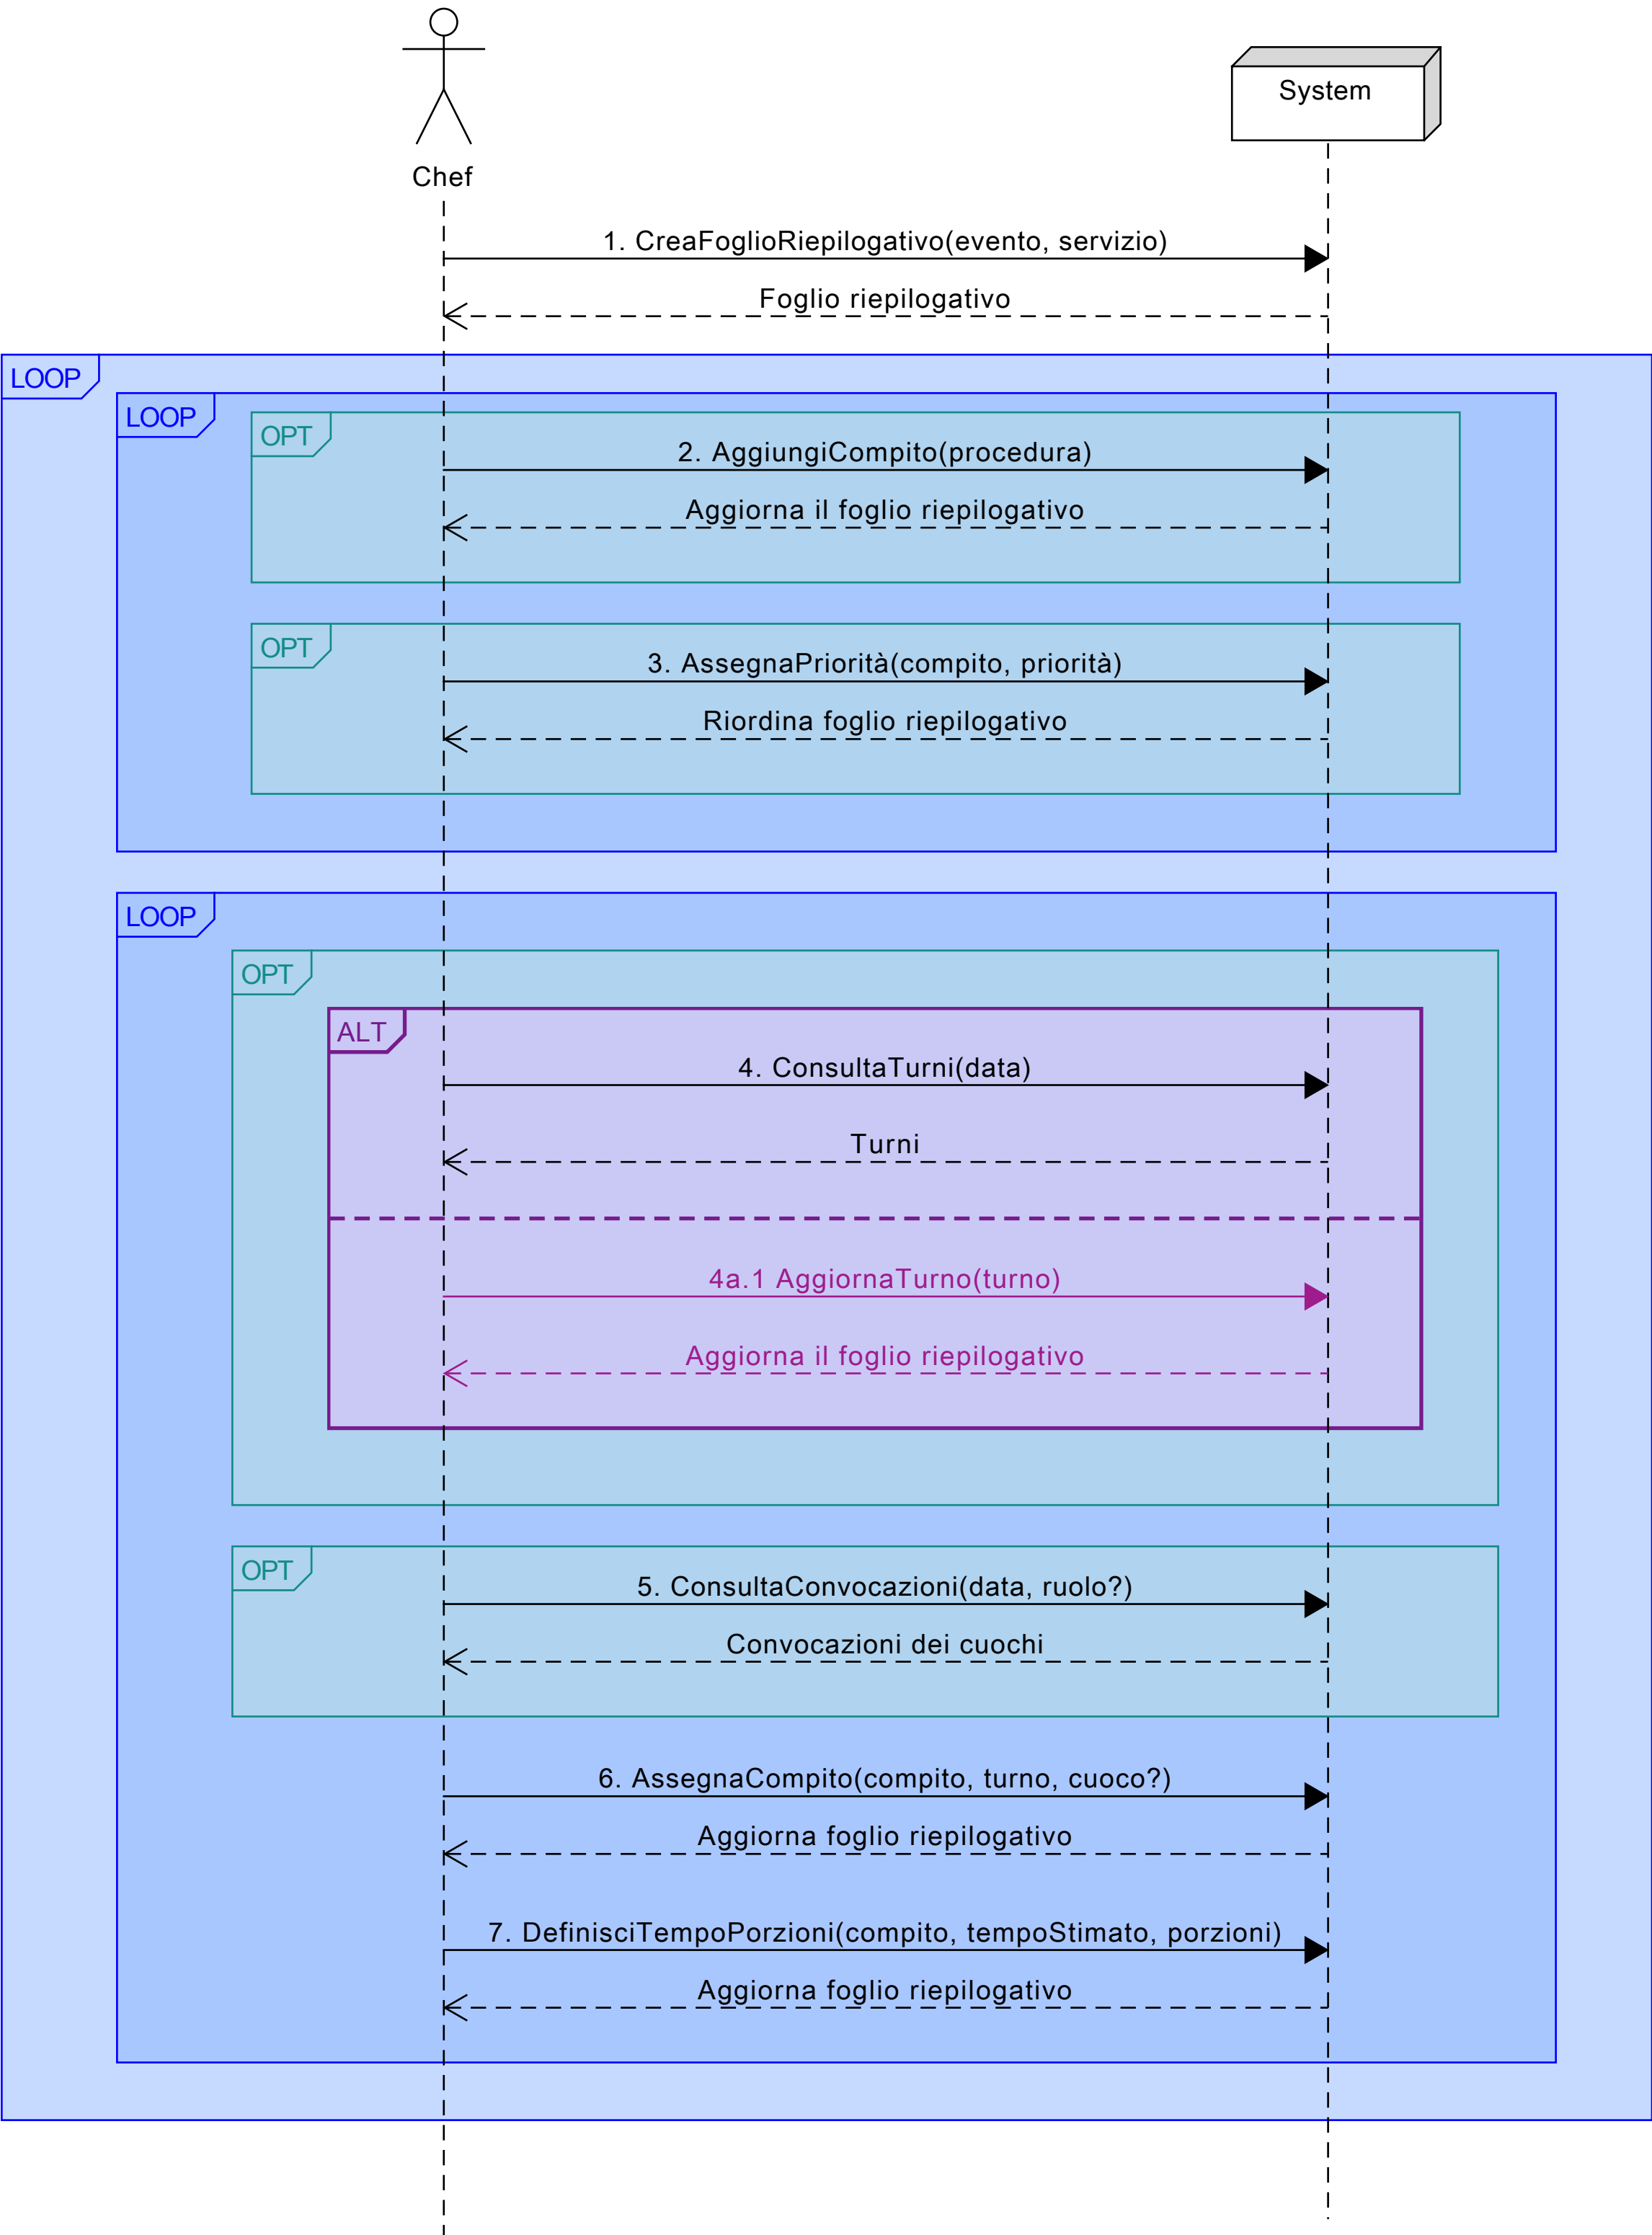 System
Chef
1. CreaFoglioRiepilogativo(evento, servizio)
Foglio riepilogativo
LOOP
LOOP
OPT
2. AggiungiCompito(procedura)
Aggiorna il foglio riepilogativo
OPT
3. AssegnaPriorità(compito, priorità)
Riordina foglio riepilogativo
LOOP
OPT
ALT
4. ConsultaTurni(data)
Turni
4a.1 AggiornaTurno(turno)
Aggiorna il foglio riepilogativo
OPT
5. ConsultaConvocazioni(data, ruolo?)
Convocazioni dei cuochi
6. AssegnaCompito(compito, turno, cuoco?)
Aggiorna foglio riepilogativo
7. DefinisciTempoPorzioni(compito, tempoStimato, porzioni)
Aggiorna foglio riepilogativo